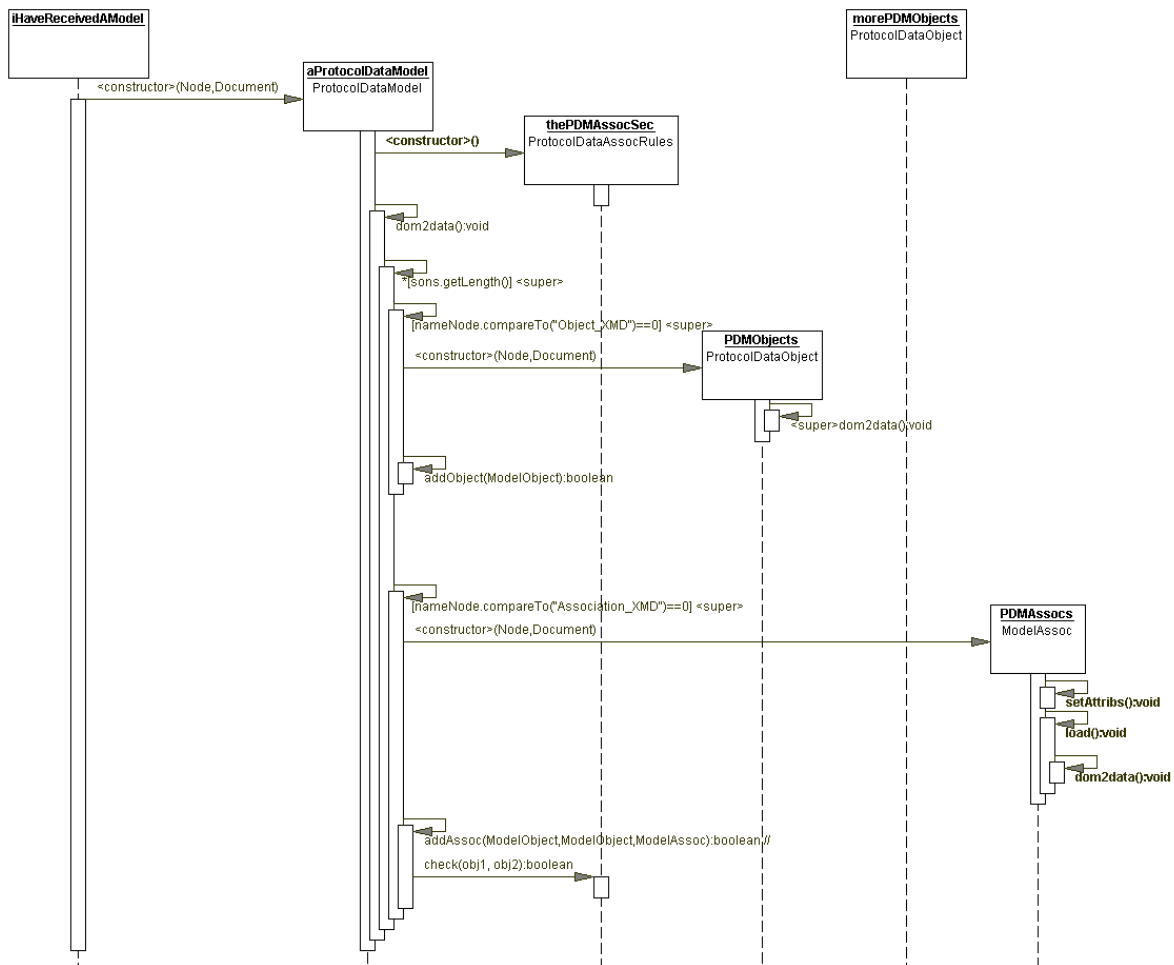 iHaveReceivedAModel
morePDMObjects
ProtocolDataObject
aProtocolDataModel
ProtocolDataModel
<constructor>(Node,Document)
thePDMAssocSec
ProtocolDataAssocRules
<constructor>()
dom2data():void
*[sons.getLength()] <super>
[nameNode.compareTo("Object_XMD")==0] <super>
PDMObjects
ProtocolDataObject
<constructor>(Node,Document)
<super>dom2data():void
addObject(ModelObject):boolean
[nameNode.compareTo("Association_XMD")==0] <super>
PDMAssocs
ModelAssoc
<constructor>(Node,Document)
setAttribs():void
load():void
dom2data():void
addAssoc(ModelObject,ModelObject,ModelAssoc):boolean //
check(obj1, obj2):boolean